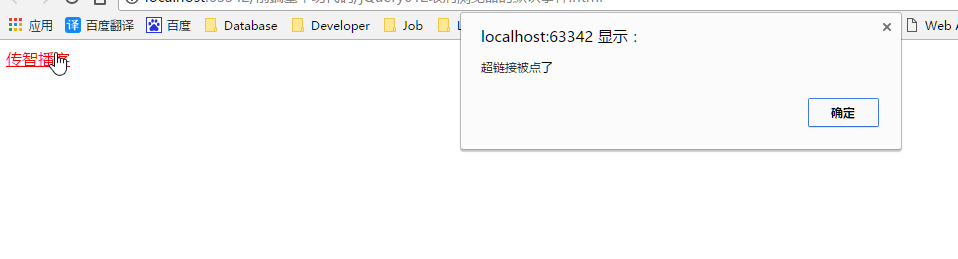 应用 译 百度翻译 百度 Database Developer Job Web A
传智播客
localhost:63342 显示：
超链接被点了
确定